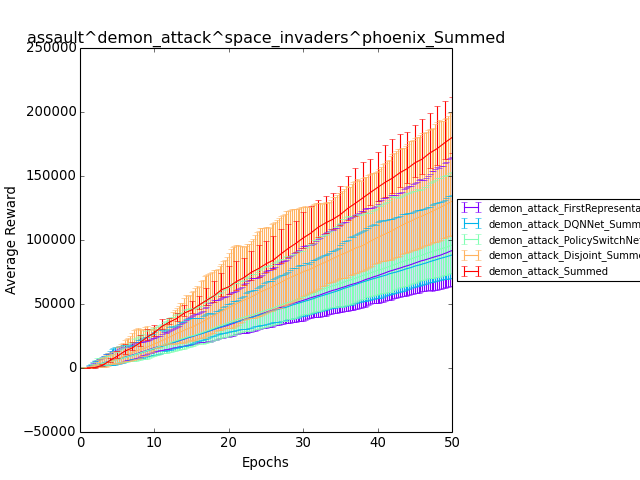 assault^demon_attack^space_invaders^phoenix_Summed
250000
200000
150000
100000
50000
0
−50000
Average Reward
0 10 20 30 40 50
Epochs
demon_attack_FirstRepresenta
demon_attack_DQNNet_Summ
demon_attack_PolicySwitchNet
demon_attack_Disjoint_Summe
demon_attack_Summed